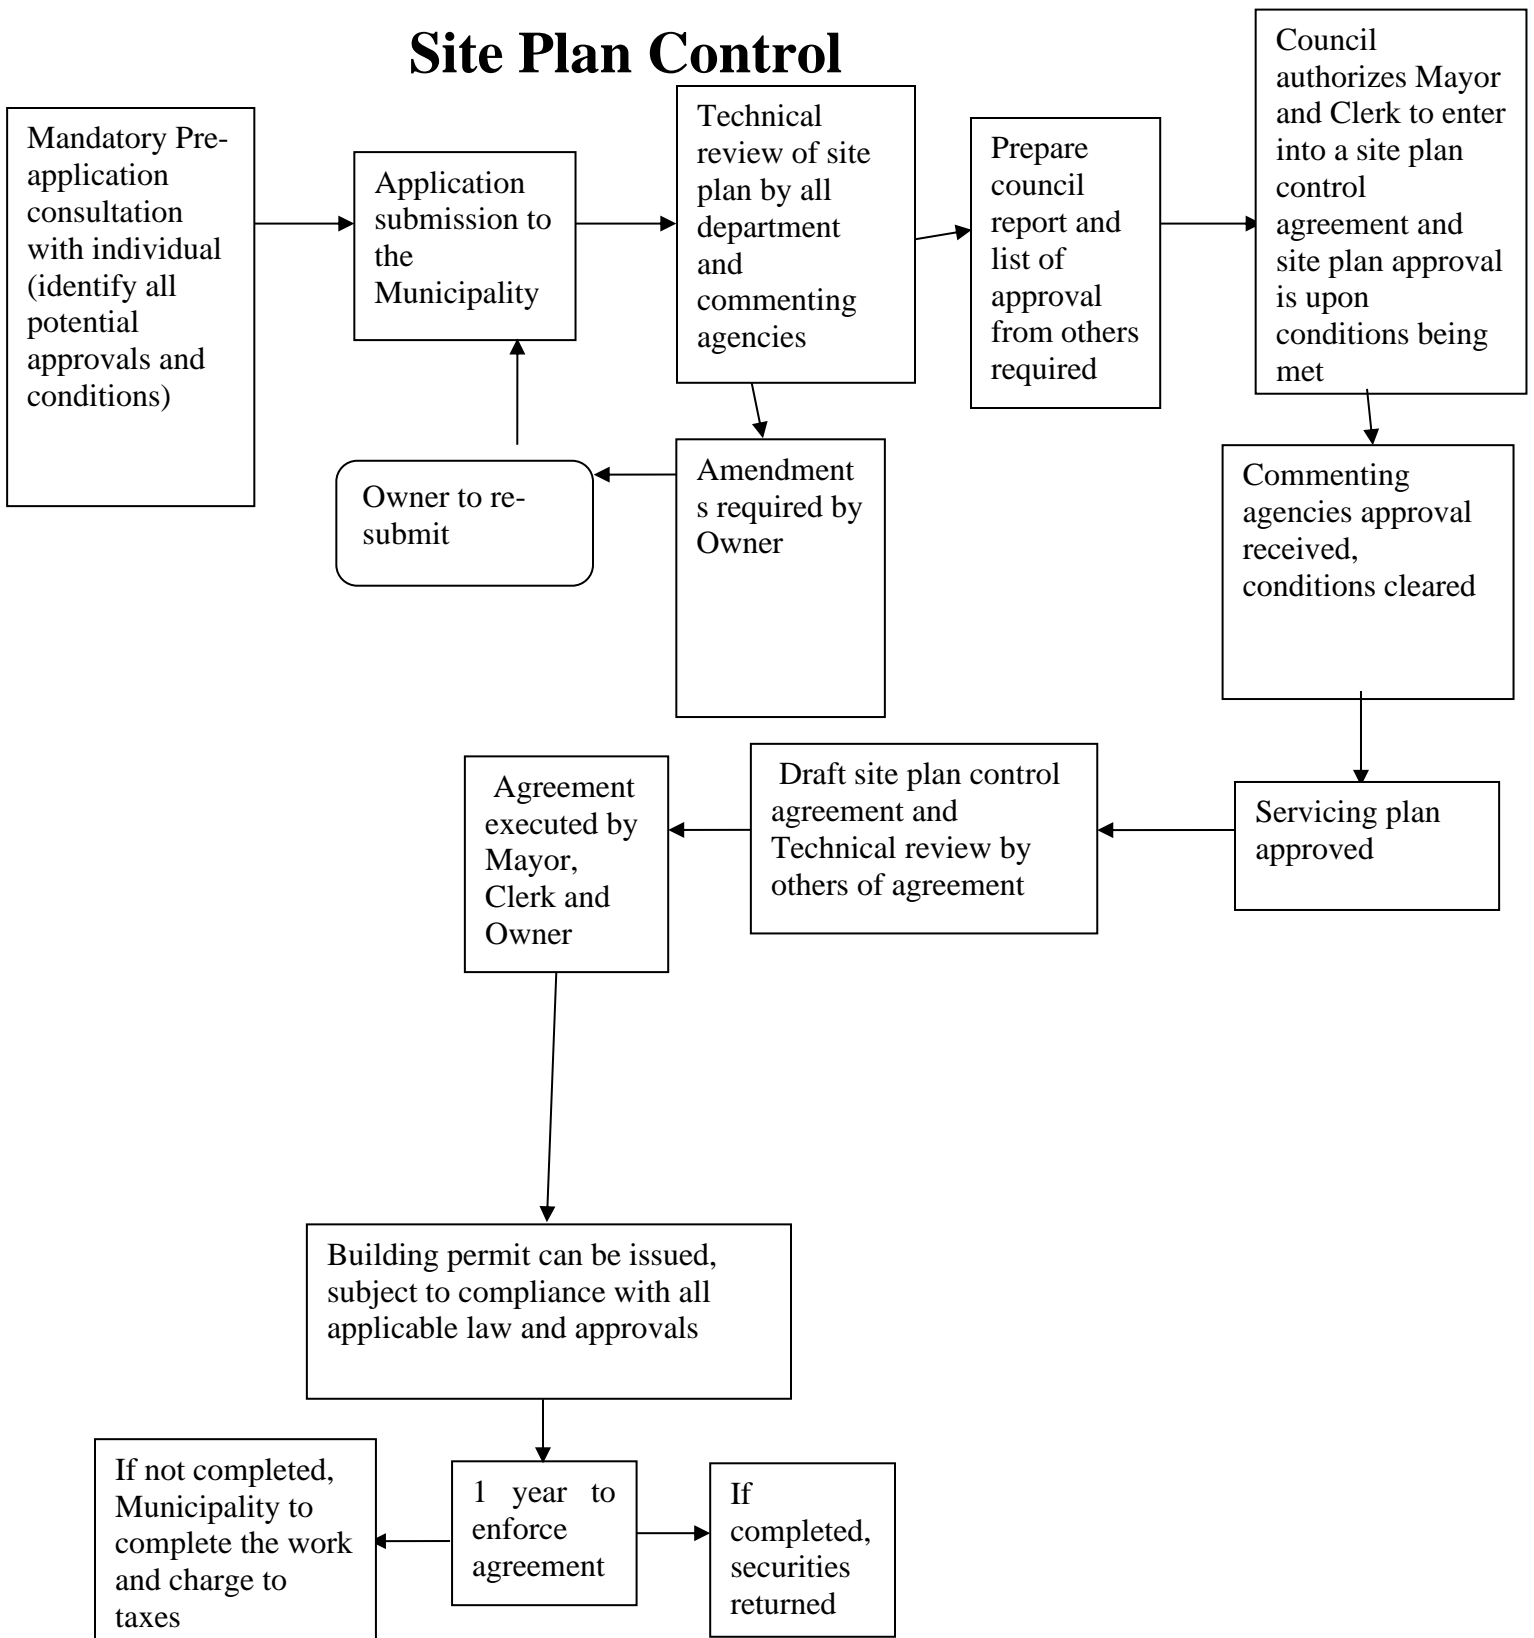 Site Plan Control
Mandatory Pre-
application
consultation
with individual
(identify all
potential
approvals and
conditions)
Application
submission to
the
Municipality
Technical
review of site
plan by all
department
and
commenting
agencies
Prepare
council
report and
list of
approval
from others
required
Council
authorizes Mayor
and Clerk to enter
into a site plan
control
agreement and
site plan approval
is upon
conditions being
met
Owner to re-
submit
Amendment
s required by
Owner
Commenting
agencies approval
received,
conditions cleared
Servicing plan
approved
Draft site plan control
agreement and
Technical review by
others of agreement
Agreement
executed by
Mayor,
Clerk and
Owner
Building permit can be issued,
subject to compliance with all
applicable law and approvals
If not completed,
Municipality to
complete the work
and charge to
taxes
1 year to
enforce
agreement
If
completed,
securities
returned